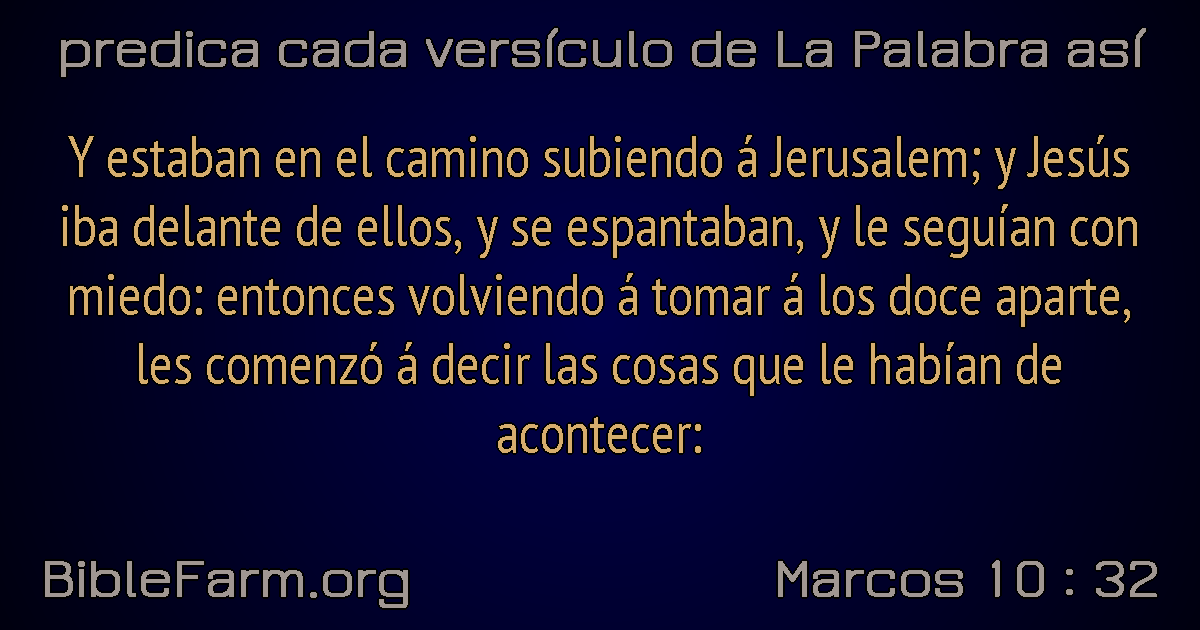 predica cada versículo de La Palabra así
Y estaban en el camino subiendo á Jerusalem; y Jesús
iba delante de ellos, y se espantaban, y le seguían con
miedo: entonces volviendo á tomar á los doce aparte,
les comenzó á decir las cosas que le habían de
acontecer:
BibleFarm.org
Marcos 10 : 32